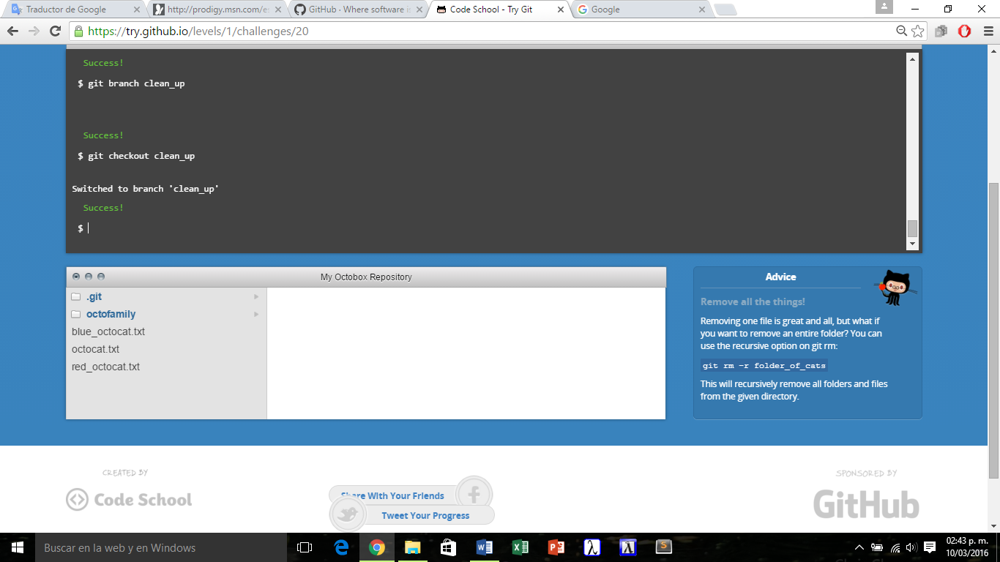 Traductor de Google
http://prodigy.msn.com/es
GitHub · Where software is
Code School - Try Git
Google
https://try.github.io/levels/1/challenges/20
Success!
$ git branch clean_up
Success!
$ git checkout clean_up
Switched to branch 'clean_up'
Success!
$
My Octobox Repository
.git
octofamily
blue_octocat.txt
octocat.txt
red_octocat.txt
Advice
Remove all the things!
Removing one file is great and all, but what if
you want to remove an entire folder? You can
use the recursive option on git rm:
git rm -r folder_of_cats
This will recursively remove all folders and files
from the given directory.
CREATED BY
Code School
Share With Your Friends
Tweet Your Progress
SPONSORED BY
GitHub
Buscar en la web y en Windows
02:43 p. m.
10/03/2016